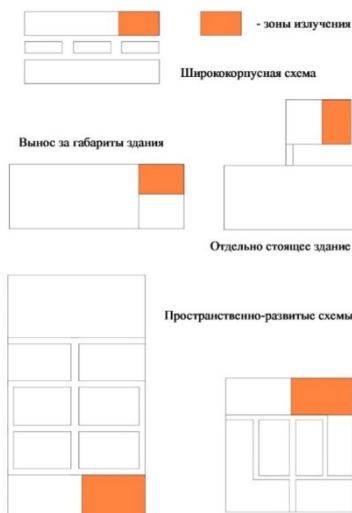 - зоны излучения
Ширококорпусная схема
Вынос за габариты здания
Отдельно стоящее здание
Пространственно-развитые схемы